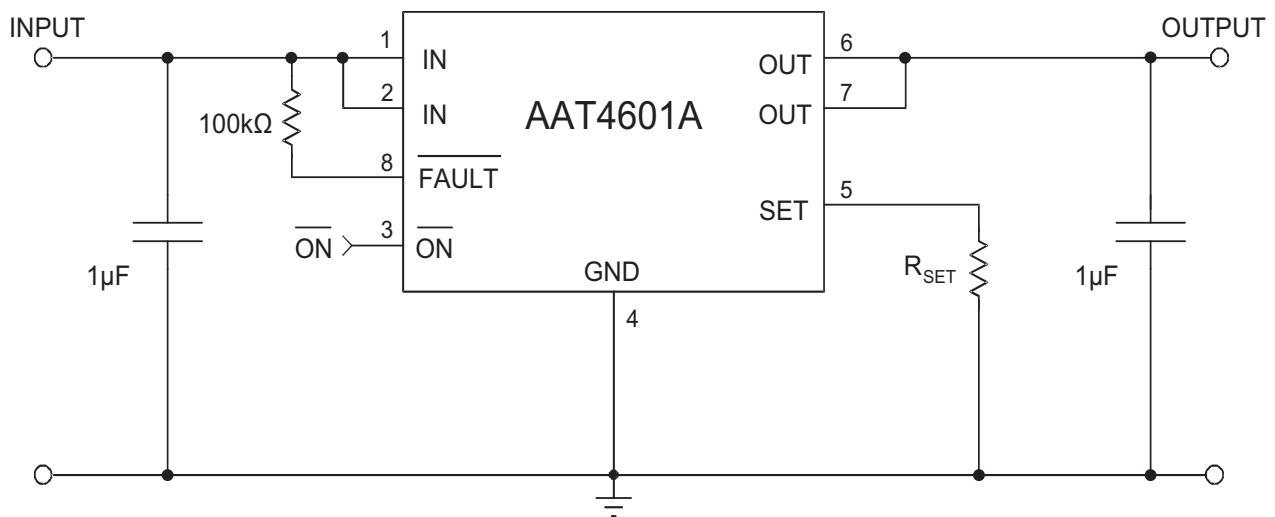 INPUT
OUTPUT
1
IN
2
IN
100kΩ
8
FAULT
ON
3
ON
AAT4601A
OUT
6
OUT
7
SET
5
GND
4
1µF
R_SET
1µF